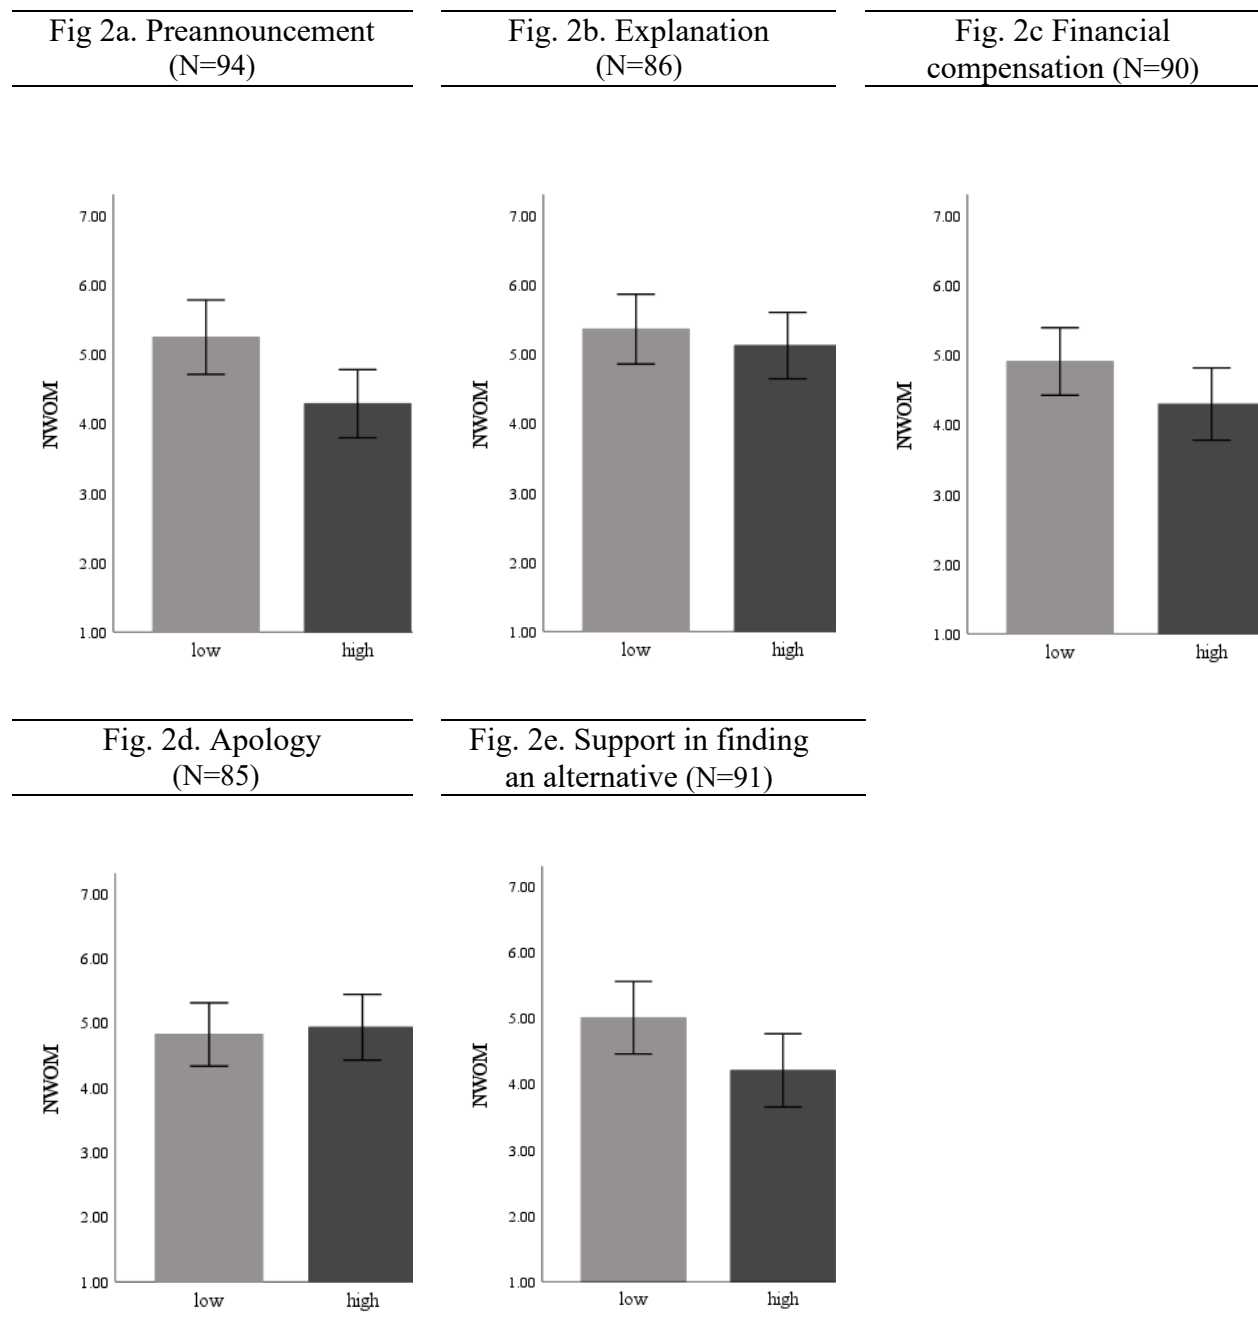 Fig 2a. Preannouncement
(N=94)
Fig. 2b. Explanation
(N=86)
Fig. 2c Financial
compensation (N=90)
7.00
6.00
5.00
4.00
3.00
2.00
1.00
NWOM
low
high
7.00
6.00
5.00
4.00
3.00
2.00
1.00
NWOM
low
high
7.00
6.00
5.00
4.00
3.00
2.00
1.00
NWOM
low
high
Fig. 2d. Apology
(N=85)
Fig. 2e. Support in finding
an alternative (N=91)
7.00
6.00
5.00
4.00
3.00
2.00
1.00
NWOM
low
high
7.00
6.00
5.00
4.00
3.00
2.00
1.00
NWOM
low
high